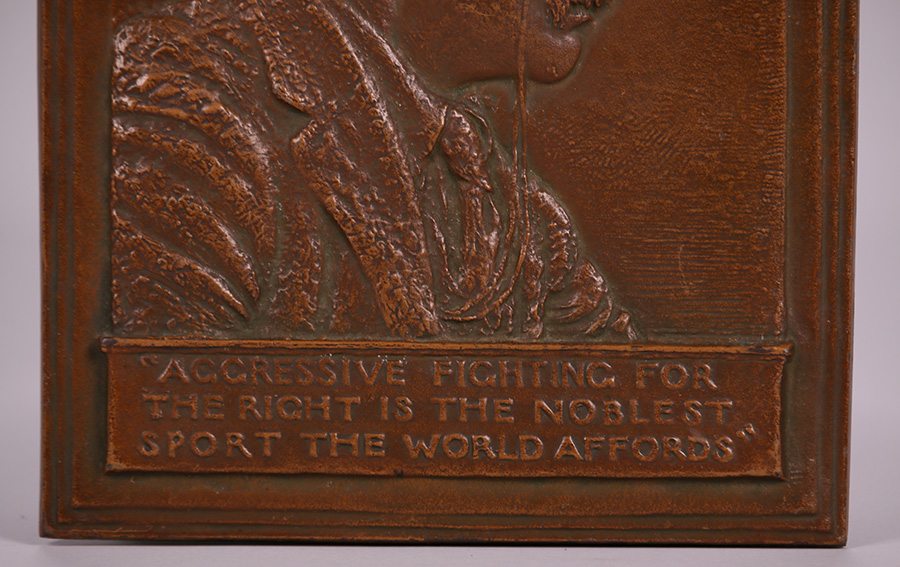 "AGGRESSIVE FIGHTING FOR
THE RIGHT IS THE NOBLEST
SPORT THE WORLD AFFORDS"